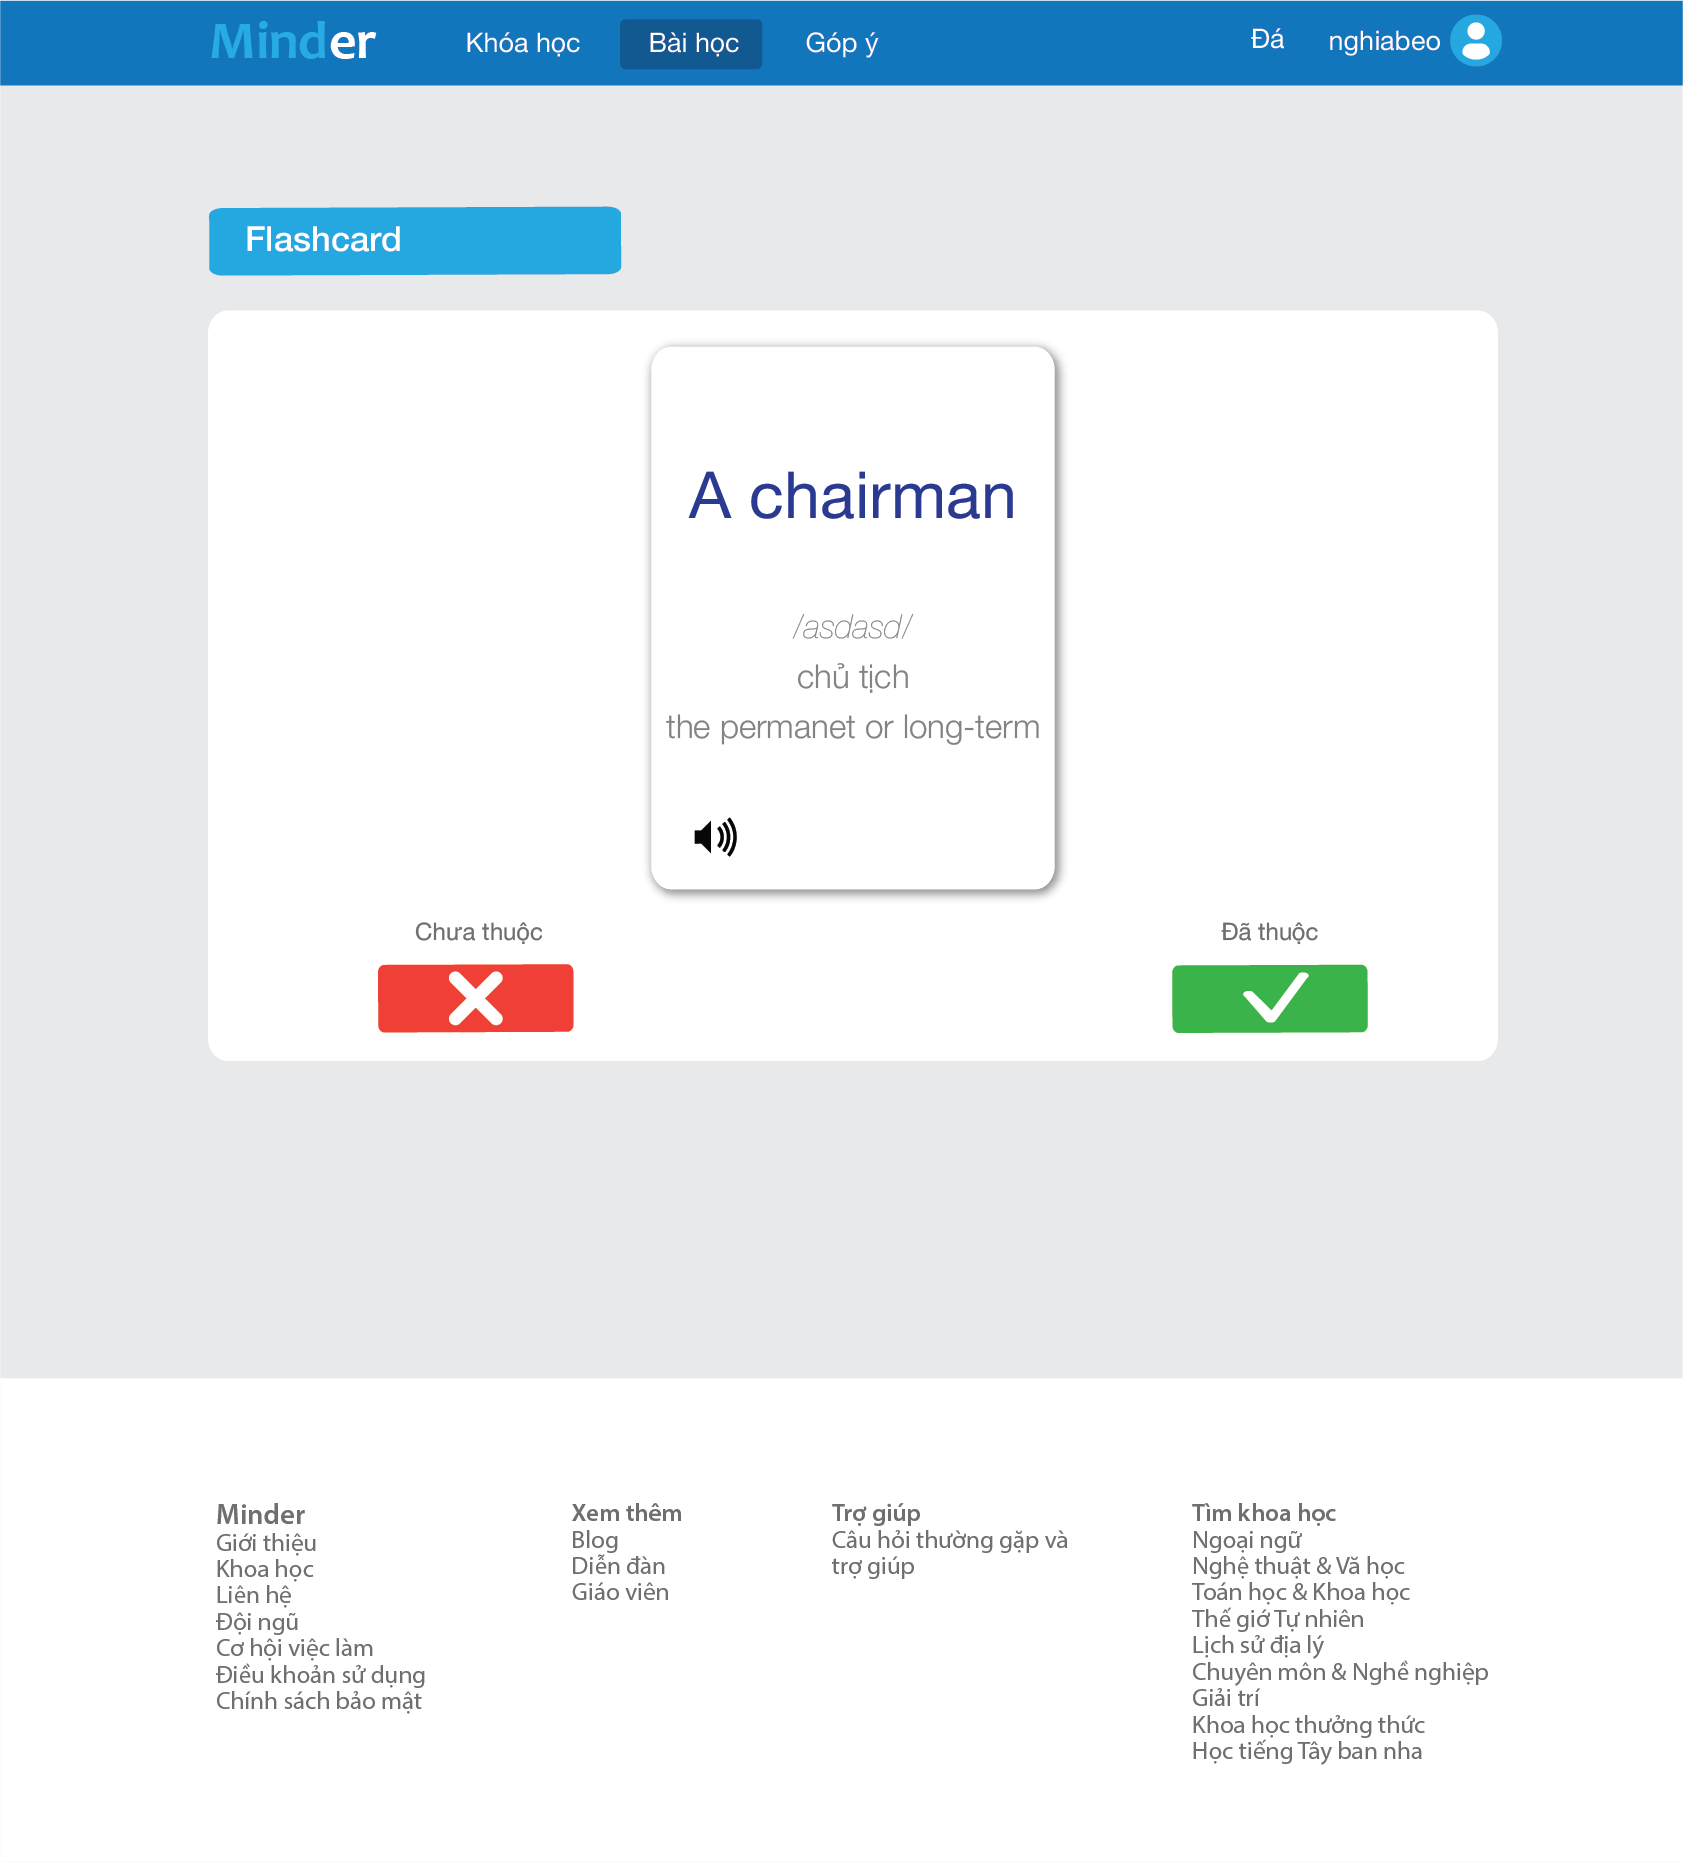 Minder
Khóa học
Bài học
Góp ý
Đá
nghiabeo
Flashcard
A chairman
/asdasd/
chủ tịch
the permanet or long-term
Chưa thuộc
Đã thuộc
Minder
Giới thiệu
Khoa học
Liên hệ
Đội ngũ
Cơ hội việc làm
Điều khoản sử dụng
Chính sách bảo mật
Xem thêm
Blog
Diễn đàn
Giáo viên
Trợ giúp
Câu hỏi thường gặp và
trợ giúp
Tìm khoa học
Ngoại ngữ
Nghệ thuật & Vă học
Toán học & Khoa học
Thế giớ Tự nhiên
Lịch sử địa lý
Chuyên môn & Nghề nghiệp
Giải trí
Khoa học thưởng thức
Học tiếng Tây ban nha